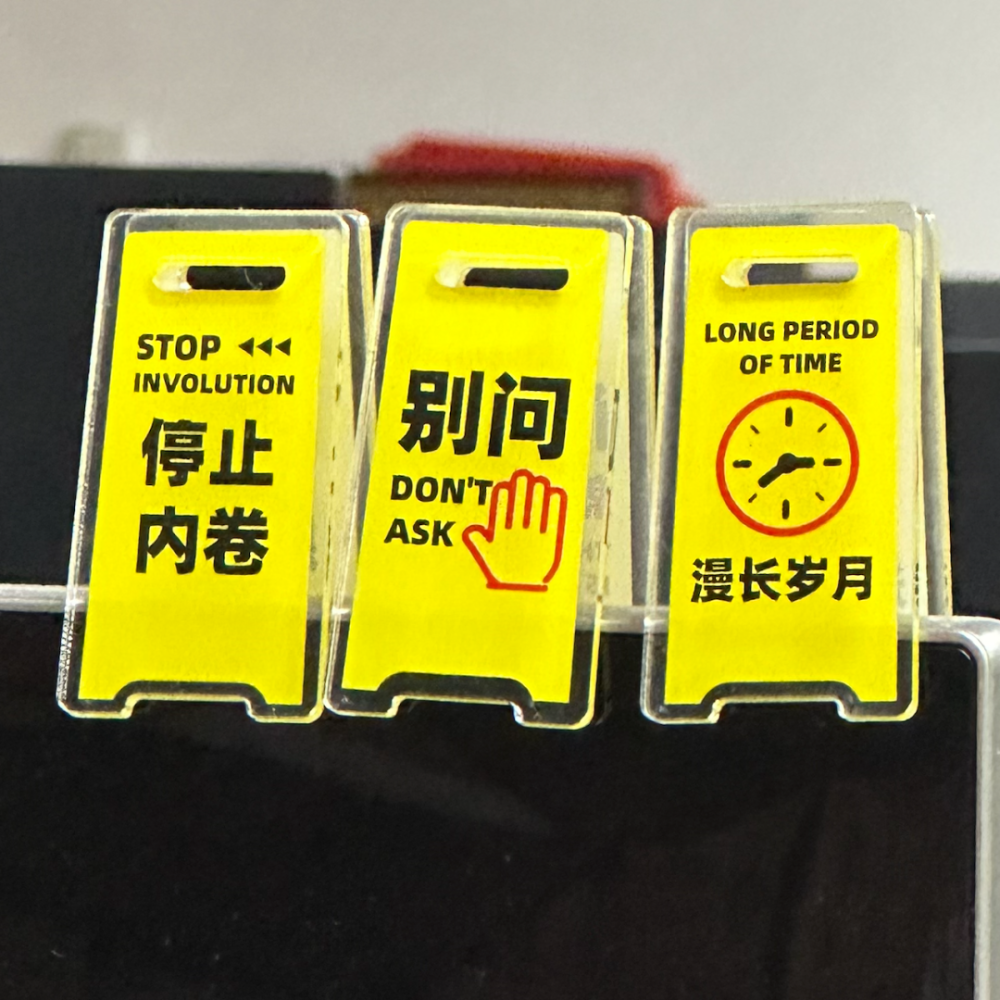 STOP ◀◀◀
INVOLUTION
停止
内卷
别问
DON'T
ASK
LONG PERIOD
OF TIME
漫长岁月